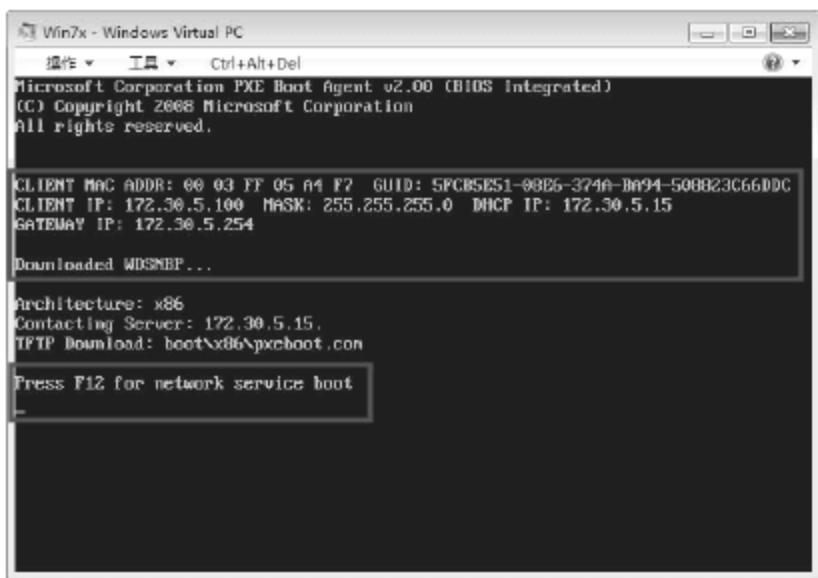 Win7x - Windows Virtual PC
操作 工具 Ctrl+Alt+Del
Microsoft Corporation PXE Boot Agent v2.00 (BIOS Integrated)
(C) Copyright 2008 Microsoft Corporation
All rights reserved.
CLIENT MAC ADDR: 00 03 FF 05 A4 F7 GUID: 5FCB5E51-08E6-374A-BA94-508823C66DDC
CLIENT IP: 172.30.5.100 MASK: 255.255.255.0 DHCP IP: 172.30.5.15
GATEWAY IP: 172.30.5.254
Downloaded WDSNBP...
Architecture: x86
Contacting Server: 172.30.5.15.
TFTP Download: boot\x86\pxeboot.com
Press F12 for network service boot